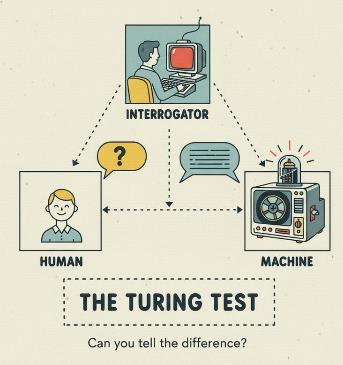 INTERROGATOR
?
HUMAN
MACHINE
THE TURING TEST
Can you tell the difference?